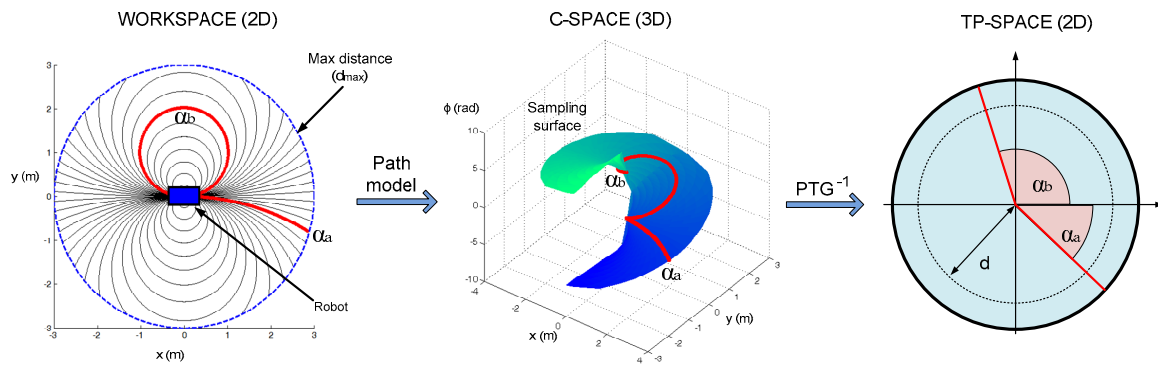 WORKSPACE (2D)
C-SPACE (3D)
TP-SPACE (2D)
Max distance
(dmax)
3
2
1
0
-1
-2
-3
y (m)
αb
αa
Robot
-3
-2
-1
0
1
2
3
x (m)
Path
model
ϕ (rad)
Sampling
surface
10
5
0
-5
-10
αb
αa
-4
-2
0
2
4
x (m)
-3
-2
-1
0
1
2
3
y (m)
PTG⁻¹
αb
αa
d